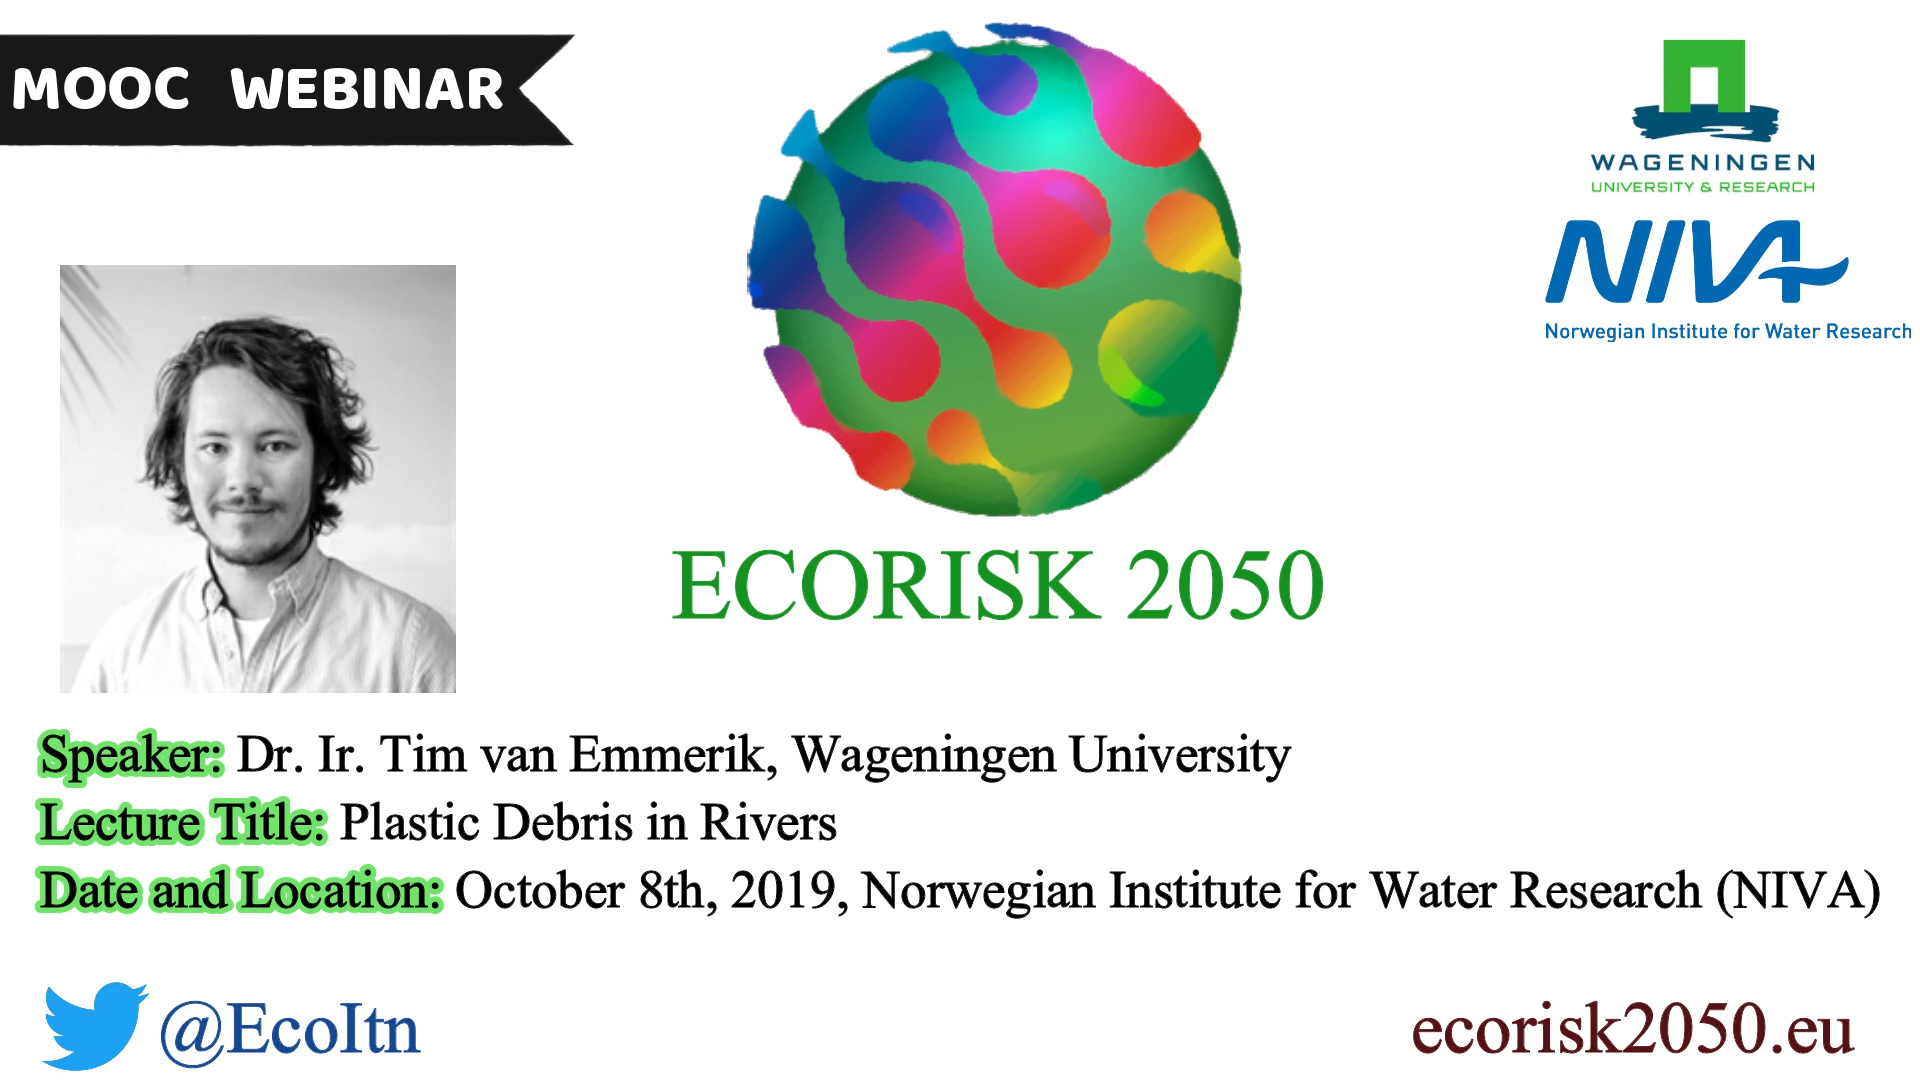 MOOC WEBINAR
WAGENINGEN
UNIVERSITY & RESEARCH
NIVA
Norwegian Institute for Water Research
ECORISK 2050
Speaker: Dr. Ir. Tim van Emmerik, Wageningen University
Lecture Title: Plastic Debris in Rivers
Date and Location: October 8th, 2019, Norwegian Institute for Water Research (NIVA)
@EcoItn
ecorisk2050.eu